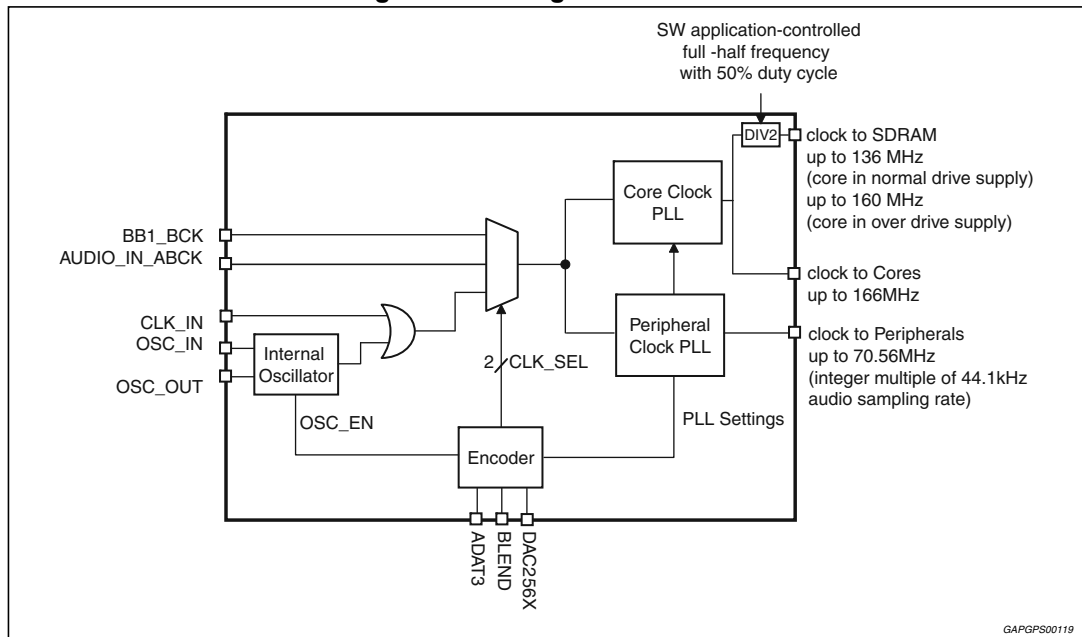 SW application-controlled
full -half frequency
with 50% duty cycle
DIV2
clock to SDRAM
up to 136 MHz
(core in normal drive supply)
up to 160 MHz
(core in over drive supply)
Core Clock
PLL
BB1_BCK
AUDIO_IN_ABCK
clock to Cores
up to 166MHz
CLK_IN
OSC_IN
OSC_OUT
Internal
Oscillator
Peripheral
Clock PLL
clock to Peripherals
up to 70.56MHz
(integer multiple of 44.1kHz
audio sampling rate)
2
CLK_SEL
OSC_EN
PLL Settings
Encoder
ADAT3
BLEND
DAC256X
GAPGPS00119